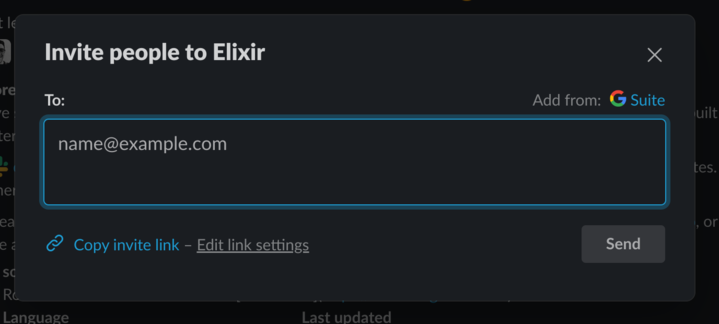 Invite people to Elixir
To:
Add from: G Suite
name@example.com
Copy invite link – Edit link settings
Send
Language
Last updated